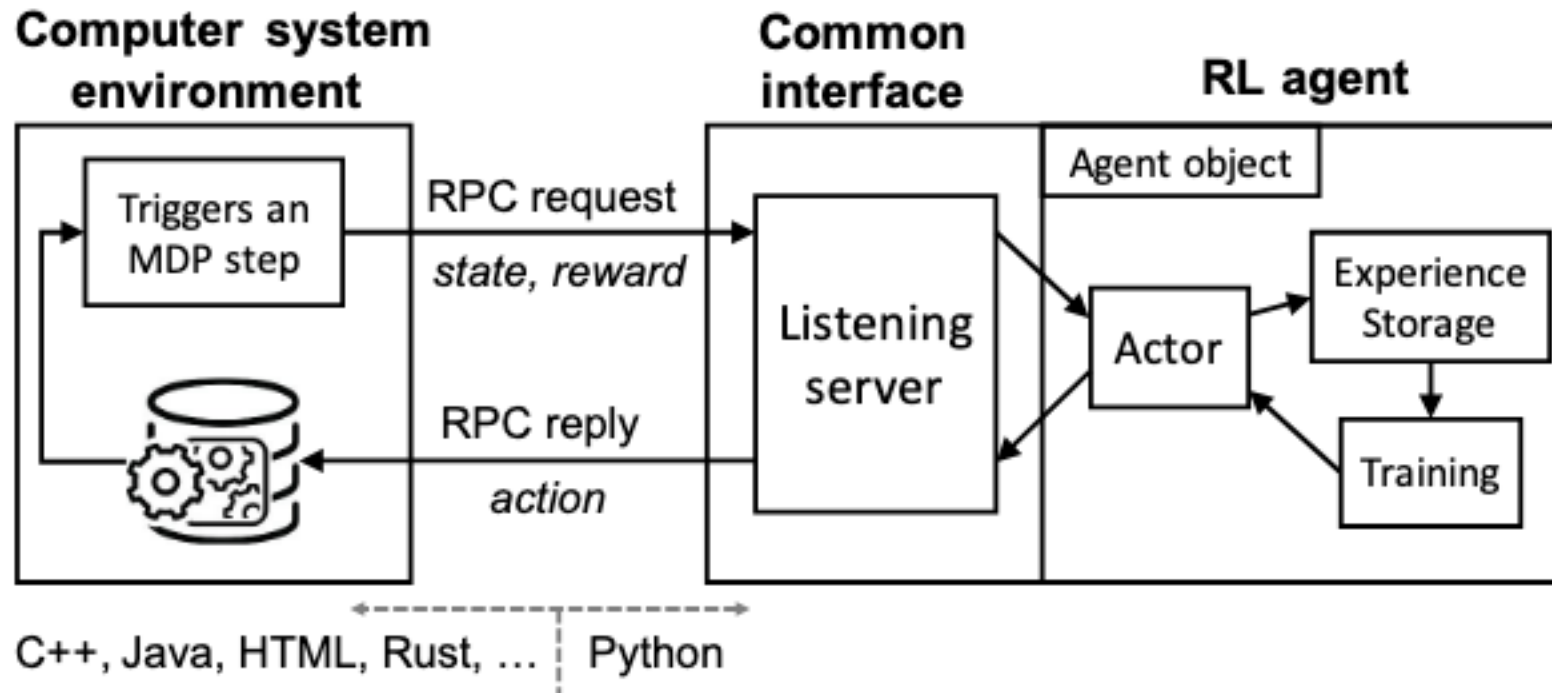 Computer system
environment
Common
interface
RL agent
Triggers an
MDP step
RPC request
state, reward
RPC reply
action
Listening
server
Agent object
Actor
Experience
Storage
Training
C++, Java, HTML, Rust, ...
Python